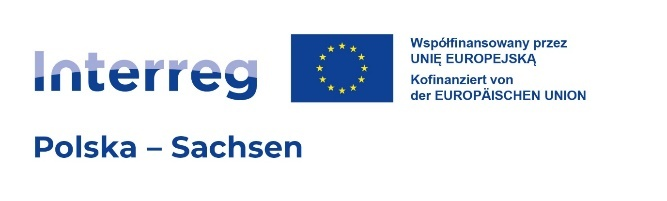 Interreg
Współfinansowany przez
UNIĘ EUROPEJSKĄ
Kofinanziert von
der EUROPÄISCHEN UNION
Polska – Sachsen